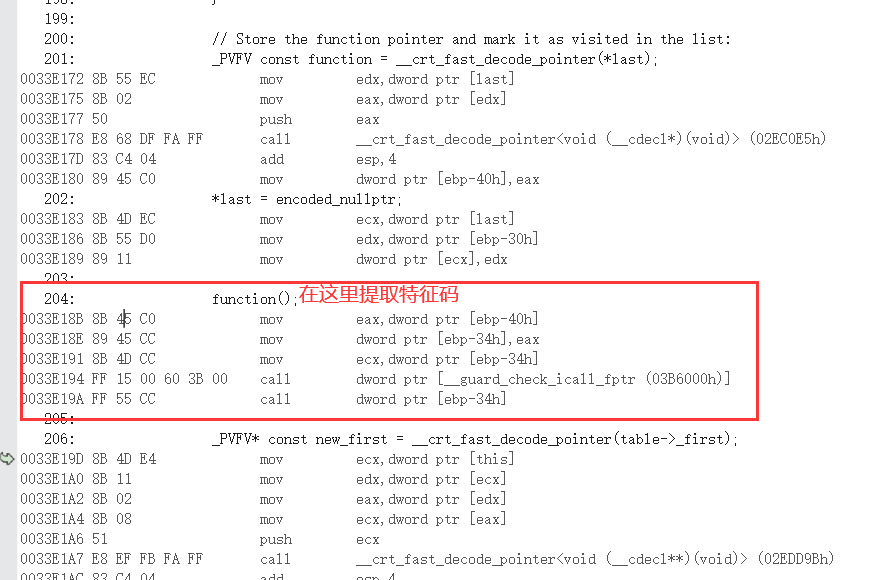 198: }
199:
200: // Store the function pointer and mark it as visited in the list:
201: _PVFV const function = __crt_fast_decode_pointer(*last);
0033E172 8B 55 EC mov edx,dword ptr [last]
0033E175 8B 02 mov eax,dword ptr [edx]
0033E177 50 push eax
0033E178 E8 68 DF FA FF call __crt_fast_decode_pointer<void (__cdecl*)(void)> (02EC0E5h)
0033E17D 83 C4 04 add esp,4
0033E180 89 45 C0 mov dword ptr [ebp-40h],eax
202: *last = encoded_nullptr;
0033E183 8B 4D EC mov ecx,dword ptr [last]
0033E186 8B 55 D0 mov edx,dword ptr [ebp-30h]
0033E189 89 11 mov dword ptr [ecx],edx
203:
204: function(); 在这里提取特征码
0033E18B 8B 45 C0 mov eax,dword ptr [ebp-40h]
0033E18E 89 45 CC mov dword ptr [ebp-34h],eax
0033E191 8B 4D CC mov ecx,dword ptr [ebp-34h]
0033E194 FF 15 00 60 3B 00 call dword ptr [__guard_check_icall_fptr (03B6000h)]
0033E19A FF 55 CC call dword ptr [ebp-34h]
205:
206: _PVFV* const new_first = __crt_fast_decode_pointer(table->_first);
0033E19D 8B 4D E4 mov ecx,dword ptr [this]
0033E1A0 8B 11 mov edx,dword ptr [ecx]
0033E1A2 8B 02 mov eax,dword ptr [edx]
0033E1A4 8B 08 mov ecx,dword ptr [eax]
0033E1A6 51 push ecx
0033E1A7 E8 EF FB FA FF call __crt_fast_decode_pointer<void (__cdecl**)(void)> (02EDD9Bh)
0033E1AC 83 C4 04 add esp,4